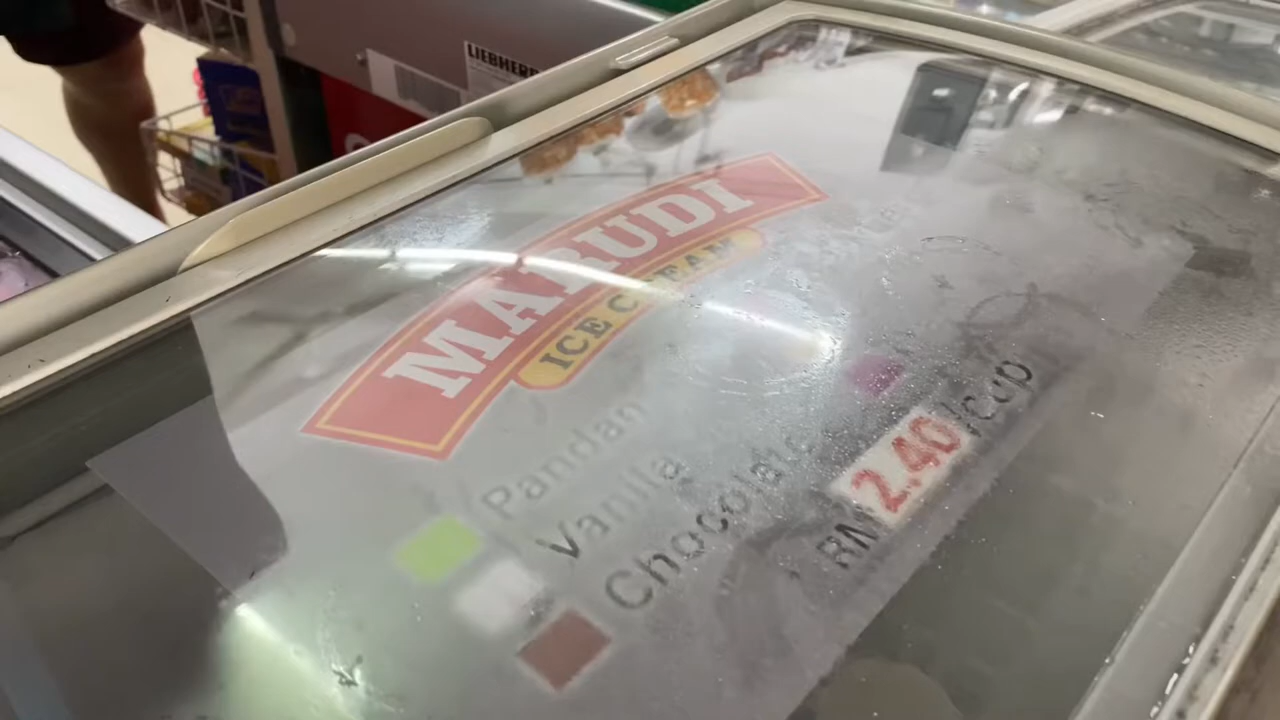 LIEBHERR
MARUDI
ICE CREAM
Pandan
Vanilla
Chocolate
RM 2.40 /cup